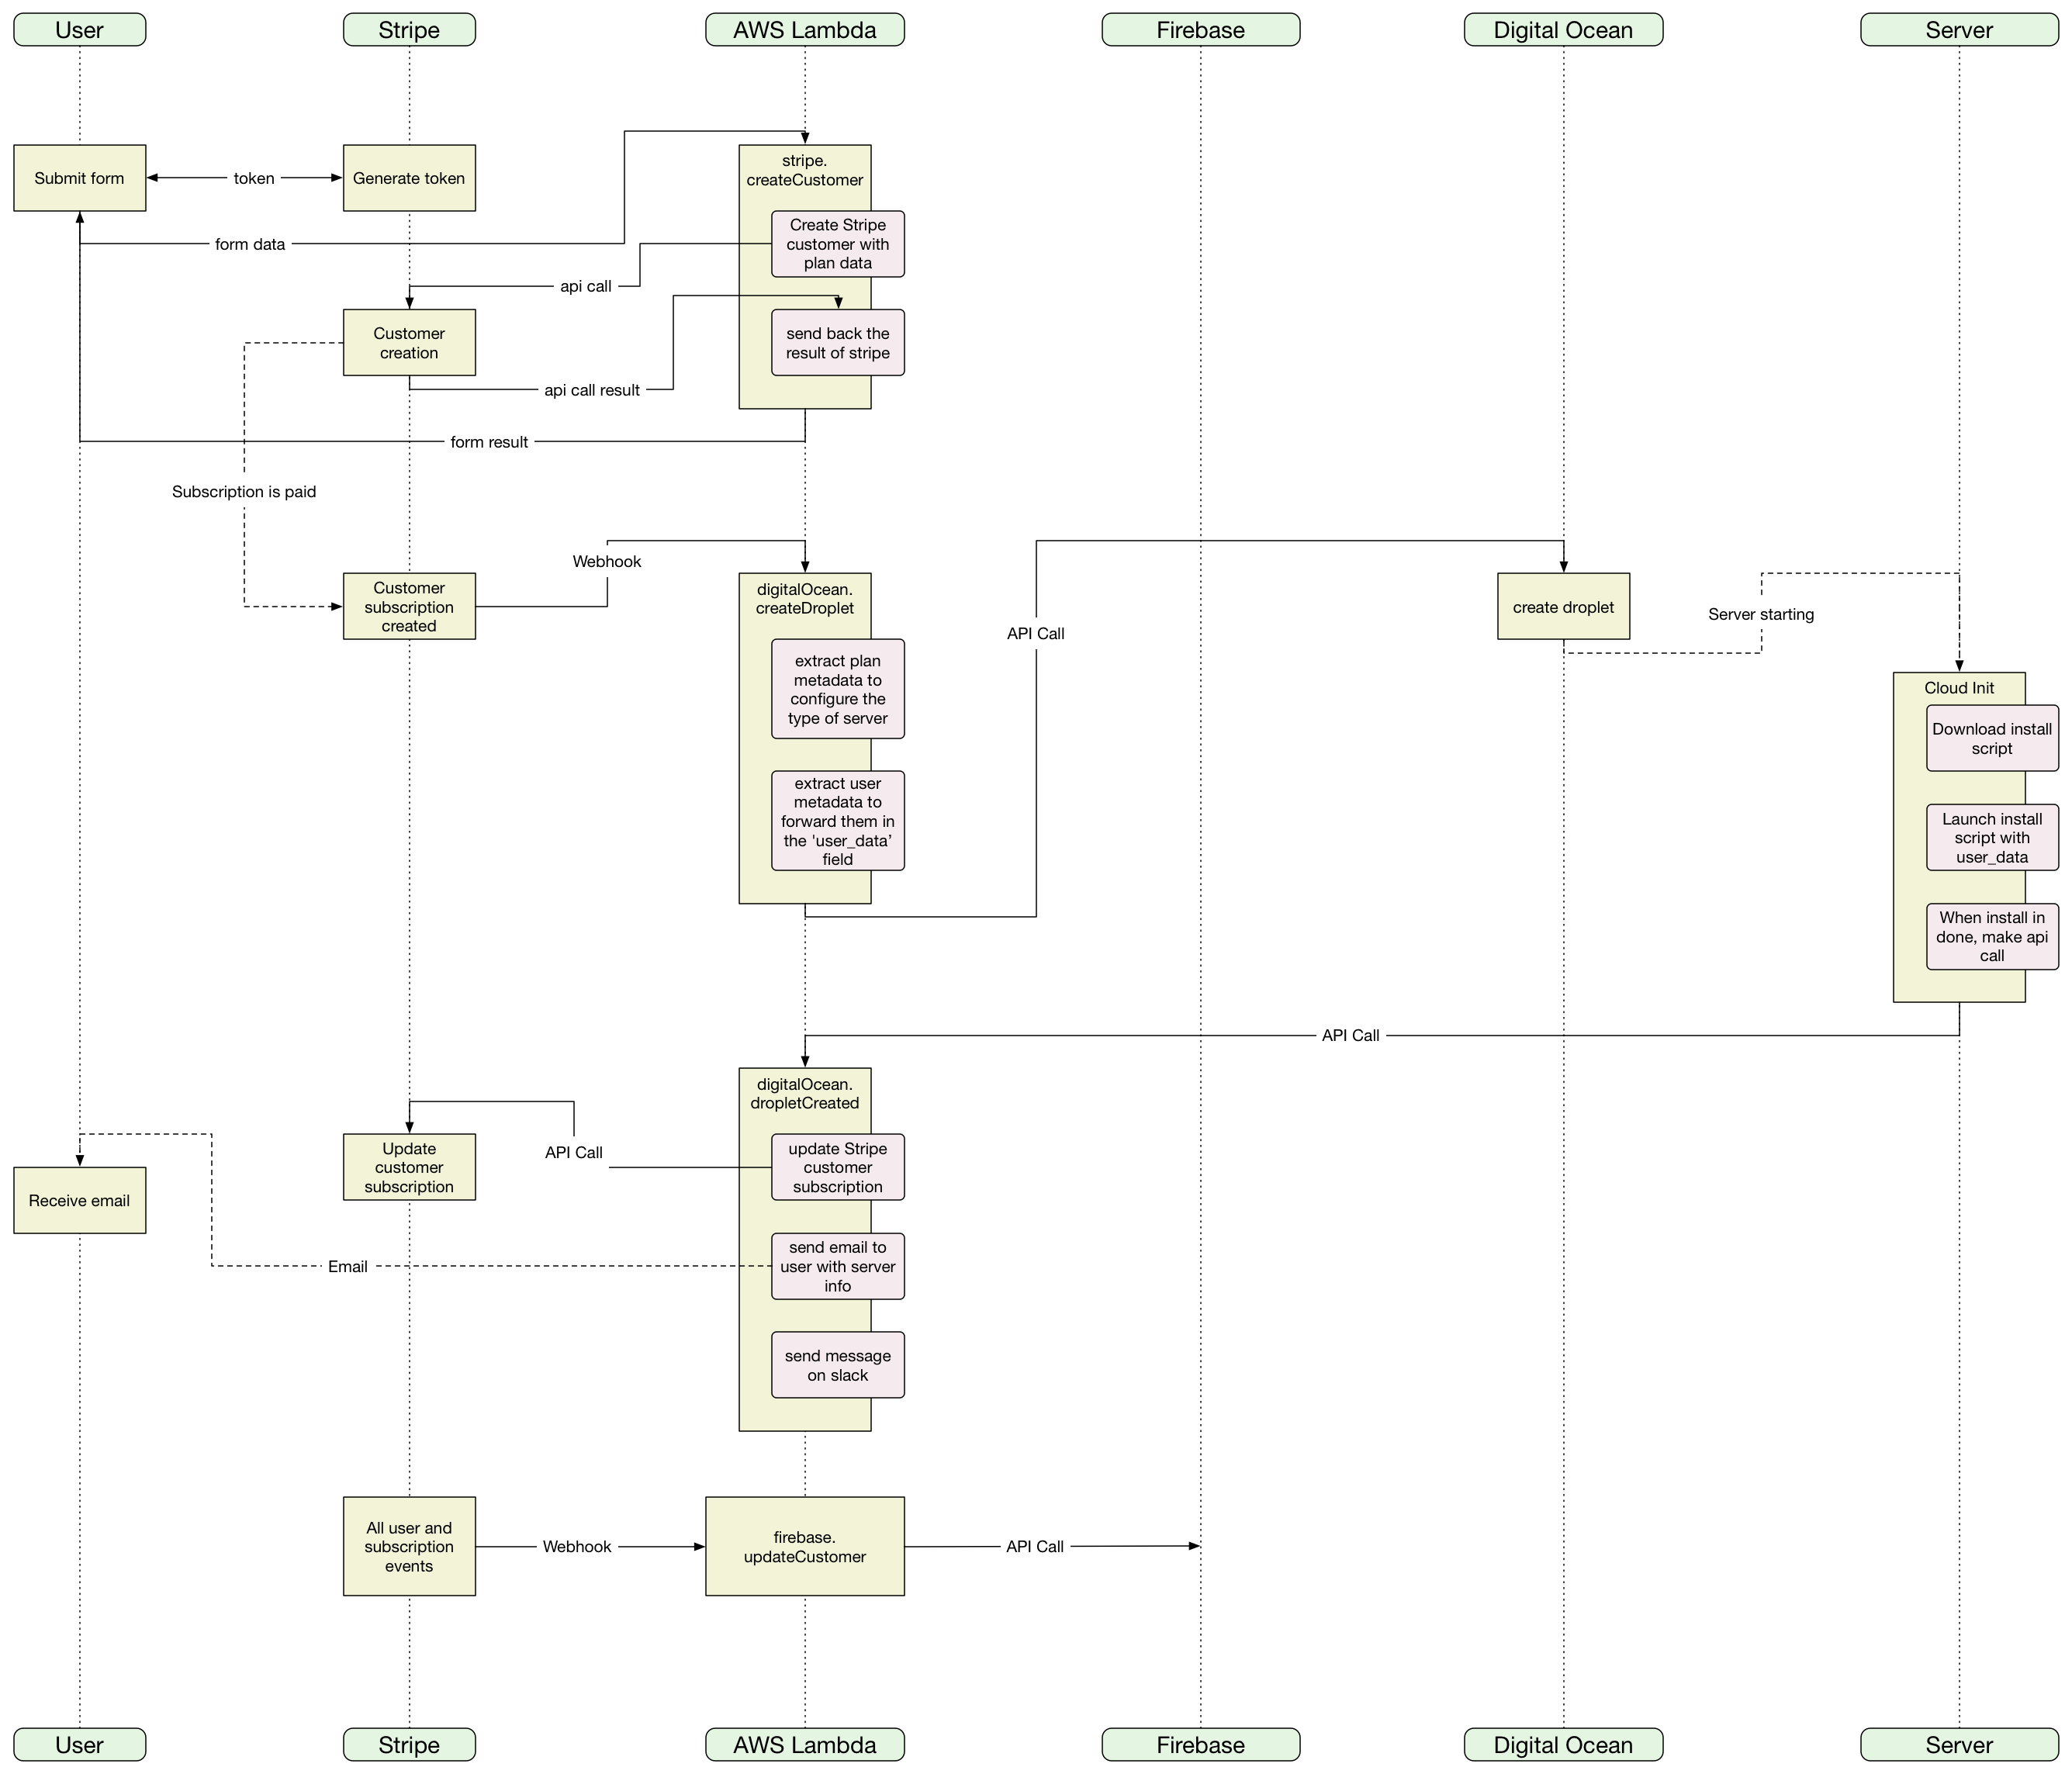 User
Stripe
AWS Lambda
Firebase
Digital Ocean
Server
Submit form
token
Generate token
stripe.
createCustomer
form data
Create Stripe
customer with
plan data
api call
Customer
creation
send back the
result of stripe
api call result
form result
Subscription is paid
Customer
subscription
created
Webhook
digitalOcean.
createDroplet
extract plan
metadata to
configure the
type of server
extract user
metadata to
forward them in
the 'user_data’
field
API Call
create droplet
Server starting
Cloud Init
Download install
script
Launch install
script with
user_data
When install in
done, make api
call
API Call
digitalOcean.
dropletCreated
update Stripe
customer
subscription
API Call
Update
customer
subscription
Receive email
Email
send email to
user with server
info
send message
on slack
All user and
subscription
events
Webhook
firebase.
updateCustomer
API Call
User
Stripe
AWS Lambda
Firebase
Digital Ocean
Server